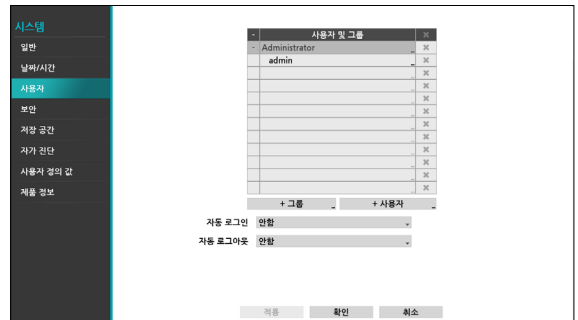 시스템
일반
날짜/시간
사용자
보안
저장 공간
자가 진단
사용자 정의 값
제품 정보
- 사용자 및 그룹
- Administrator
admin
+ 그룹 + 사용자
자동 로그인 안함
자동 로그아웃 안함
적용 확인 취소